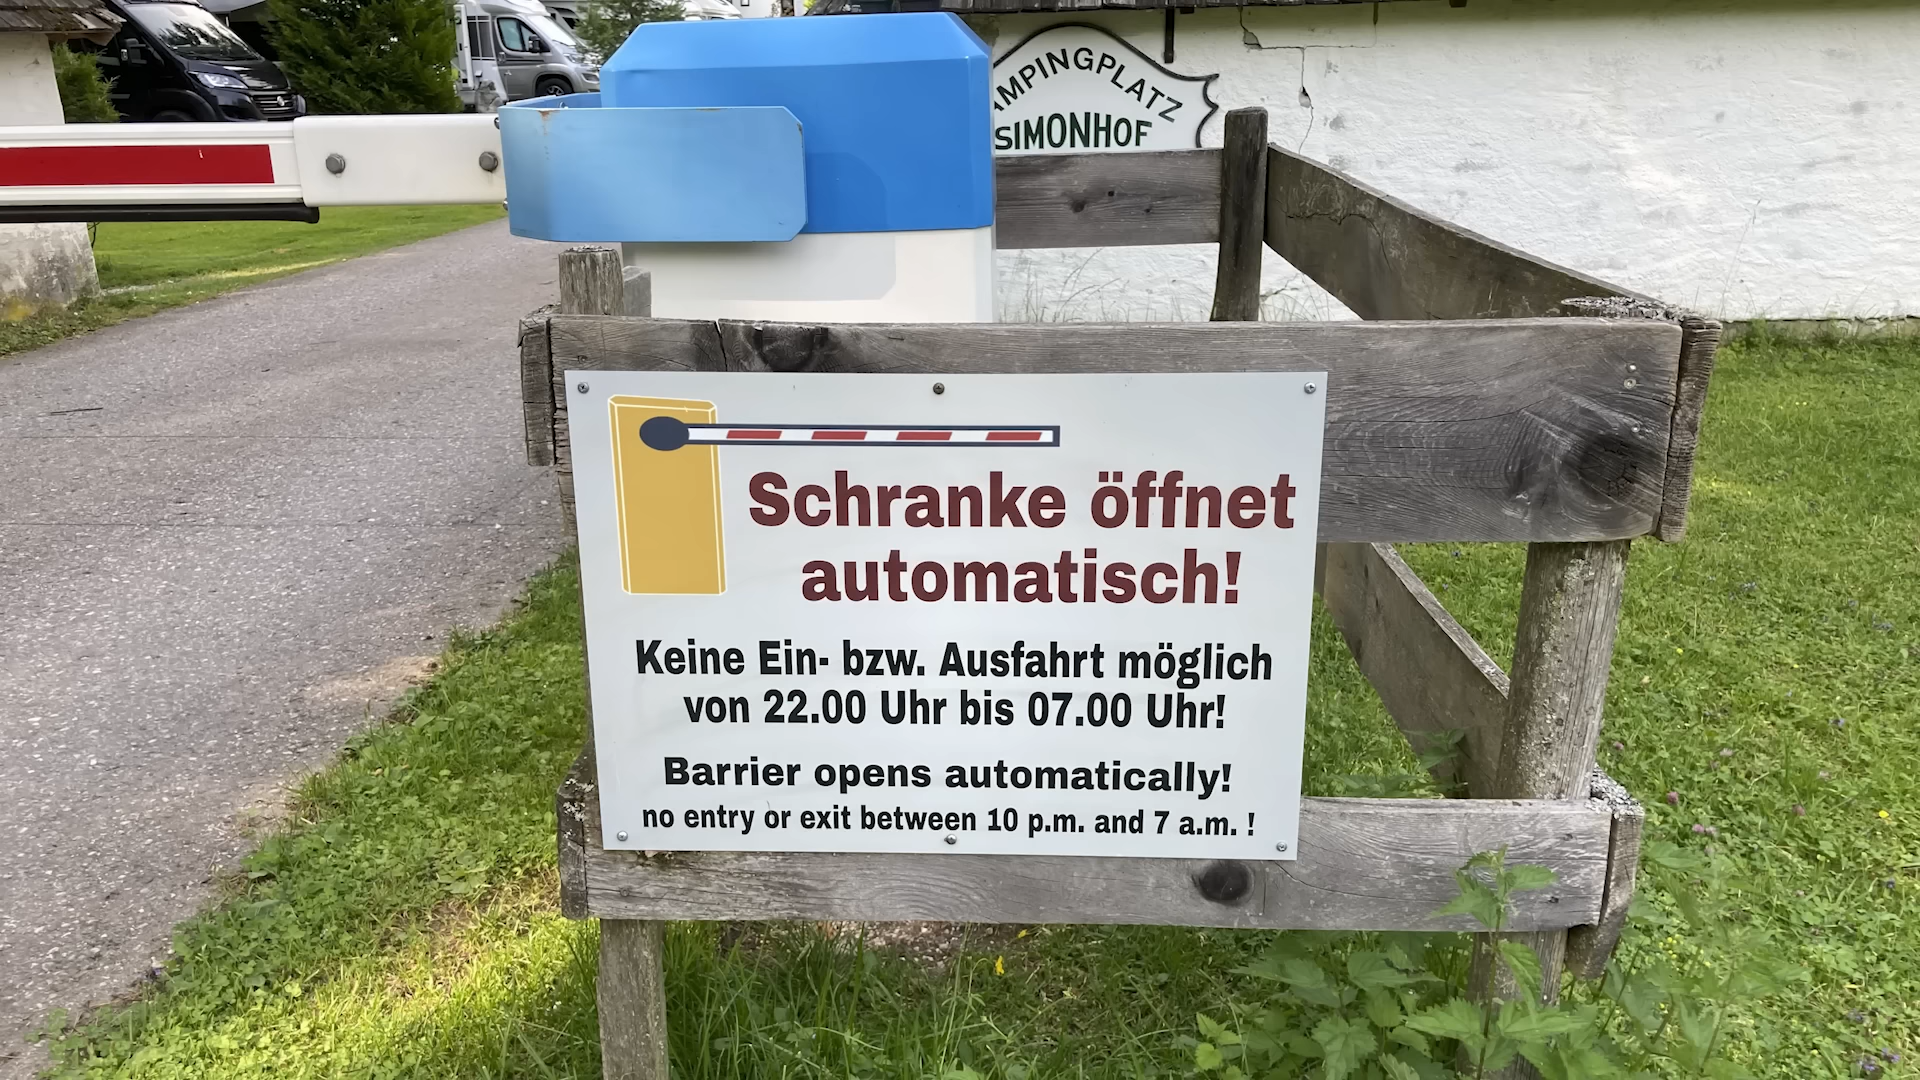 AMPINGPLATZ
SIMONHOF
Schranke öffnet
automatisch!
Keine Ein- bzw. Ausfahrt möglich
von 22.00 Uhr bis 07.00 Uhr!
Barrier opens automatically!
no entry or exit between 10 p.m. and 7 a.m. !